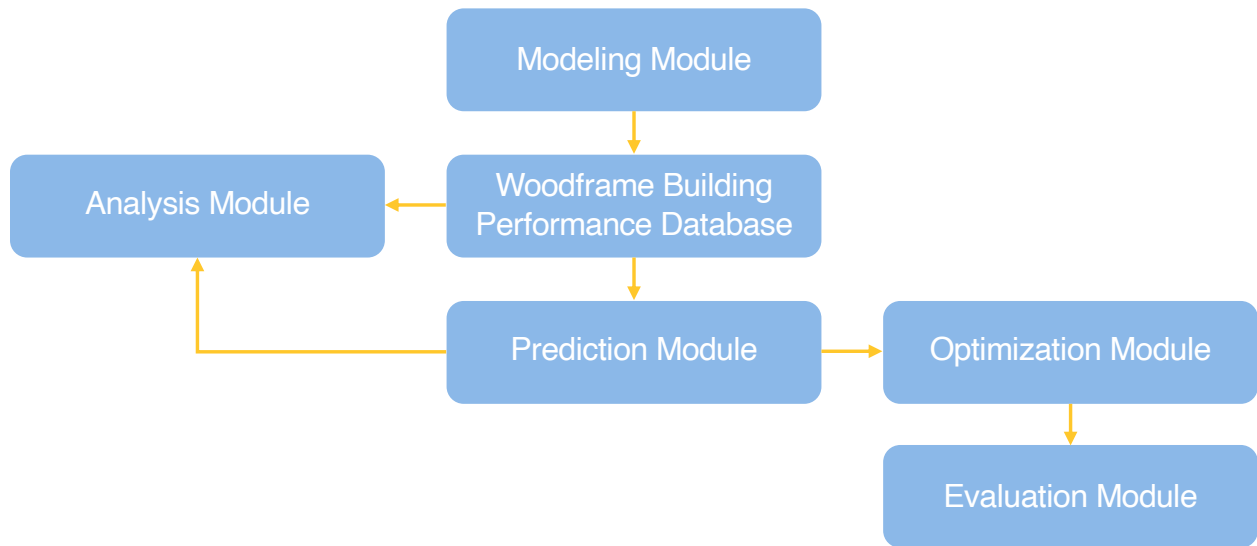 Modeling Module
Analysis Module
Woodframe Building
Performance Database
Prediction Module
Optimization Module
Evaluation Module